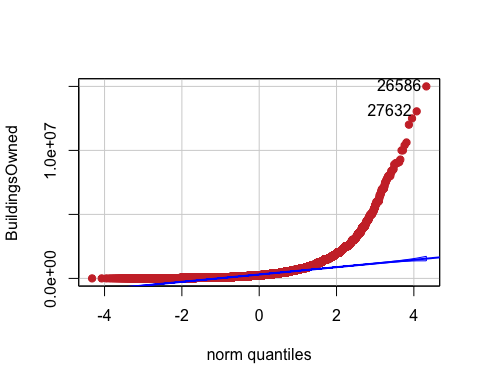 26586
27632
BuildingsOwned
1.0e+07
0.0e+00
-4 -2 0 2 4
norm quantiles